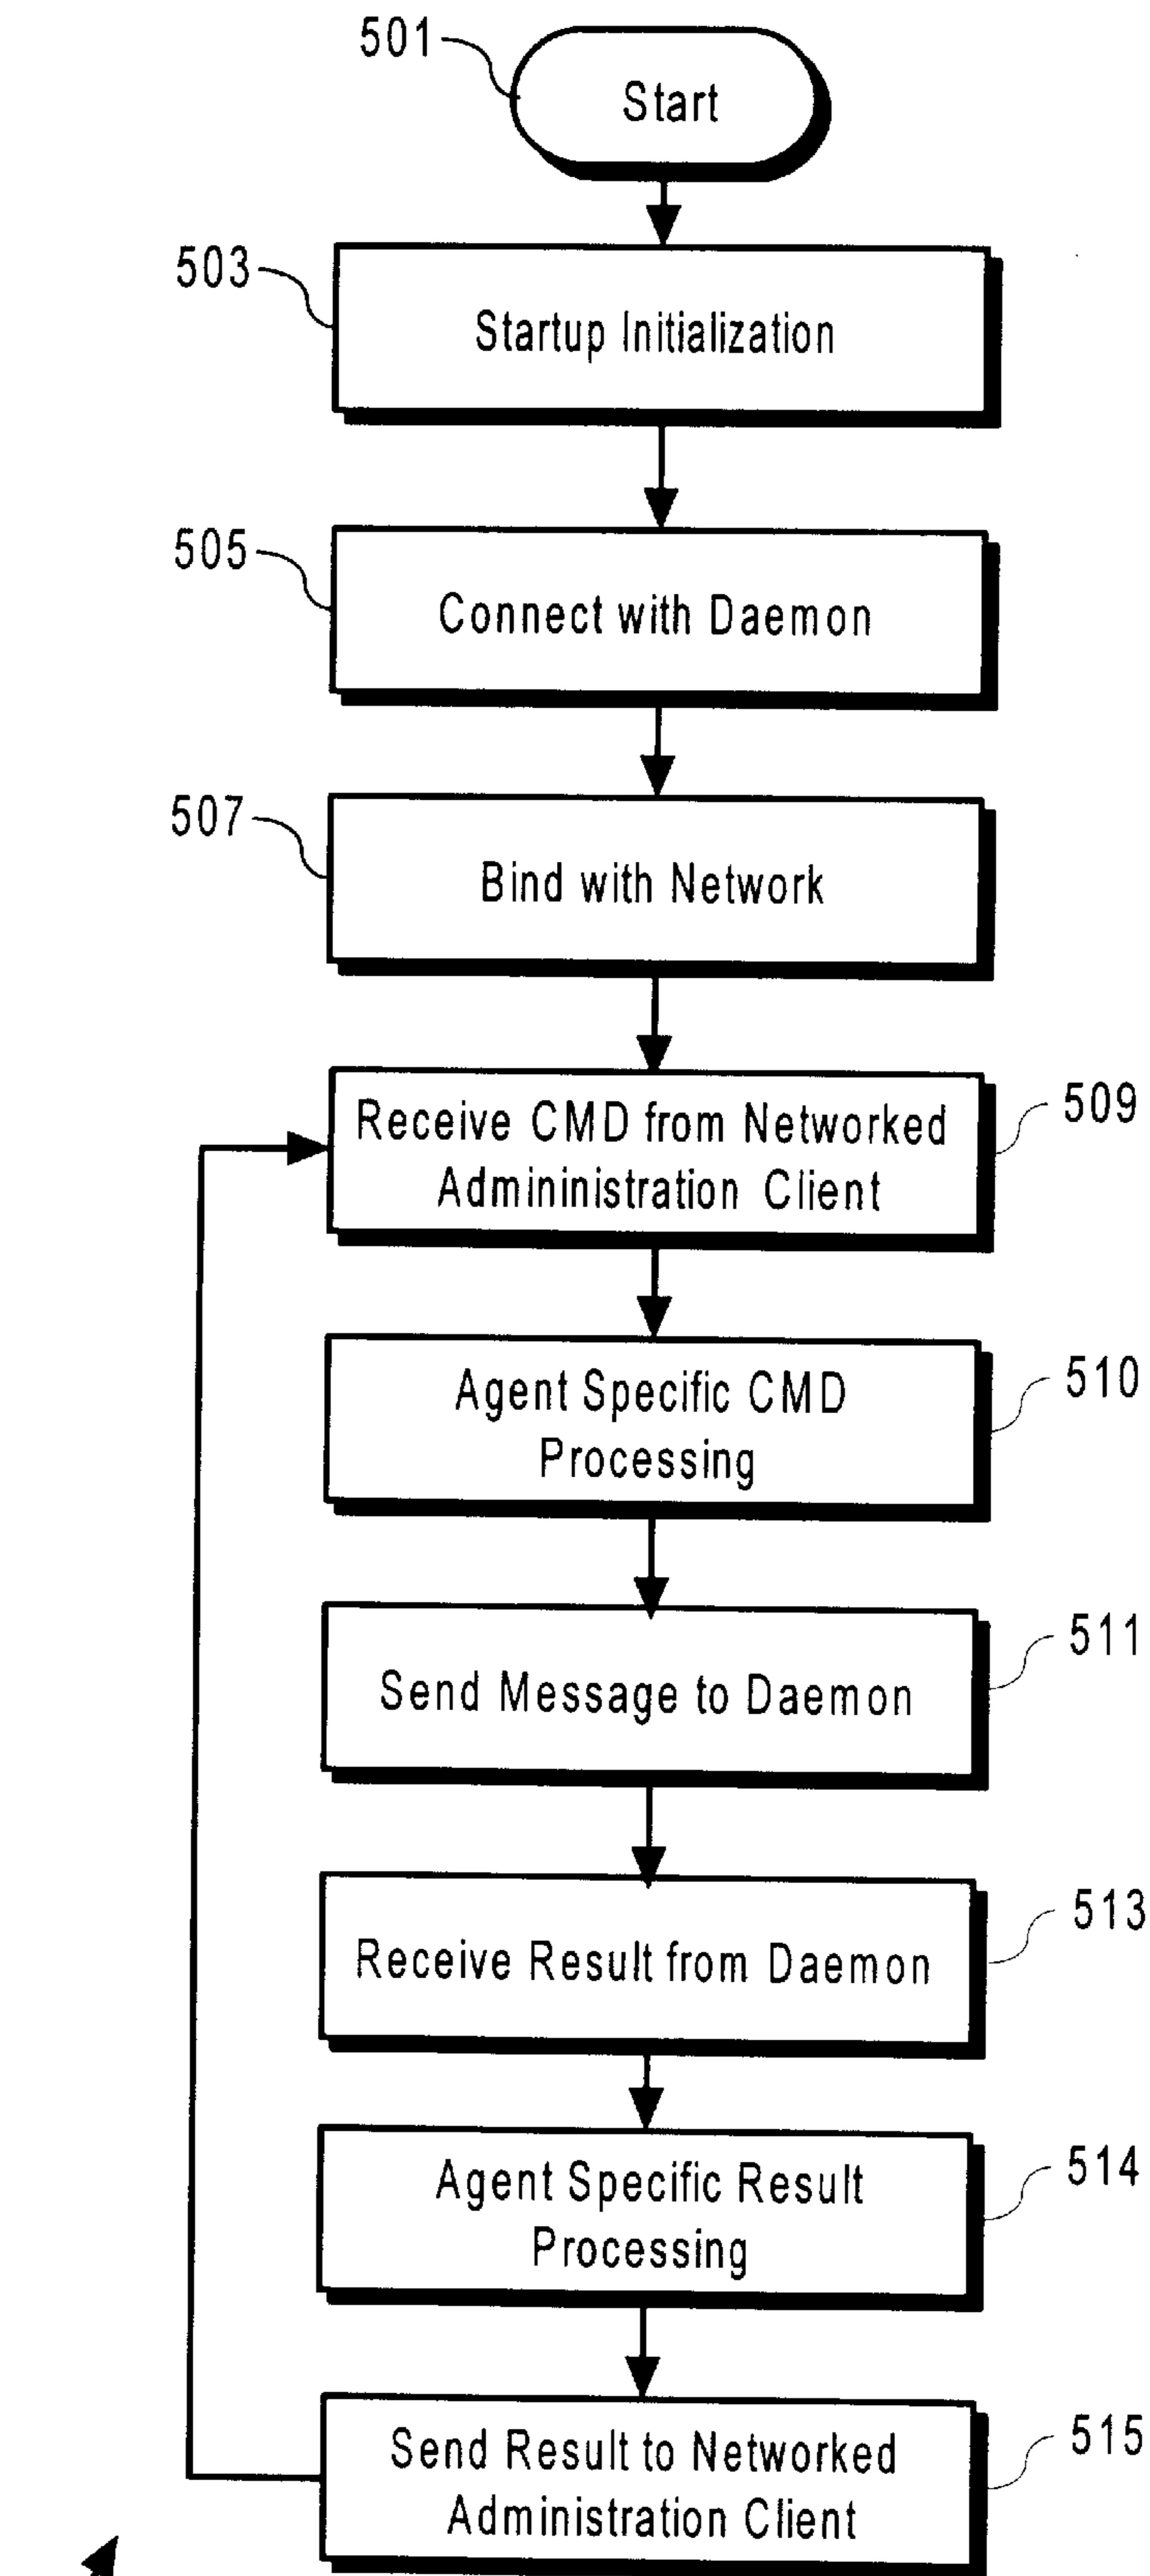 501
Start
503
Startup Initialization
505
Connect with Daemon
507
Bind with Network
Receive CMD from Networked
Admininistration Client
509
Agent Specific CMD
Processing
510
Send Message to Daemon
511
Receive Result from Daemon
513
Agent Specific Result
Processing
514
Send Result to Networked
Administration Client
515